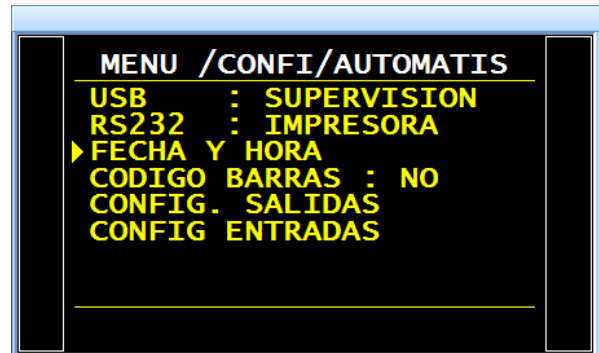 MENU /CONFI/AUTOMATIS
USB : SUPERVISION
RS232 : IMPRESORA
FECHA Y HORA
CODIGO BARRAS : NO
CONFIG. SALIDAS
CONFIG ENTRADAS